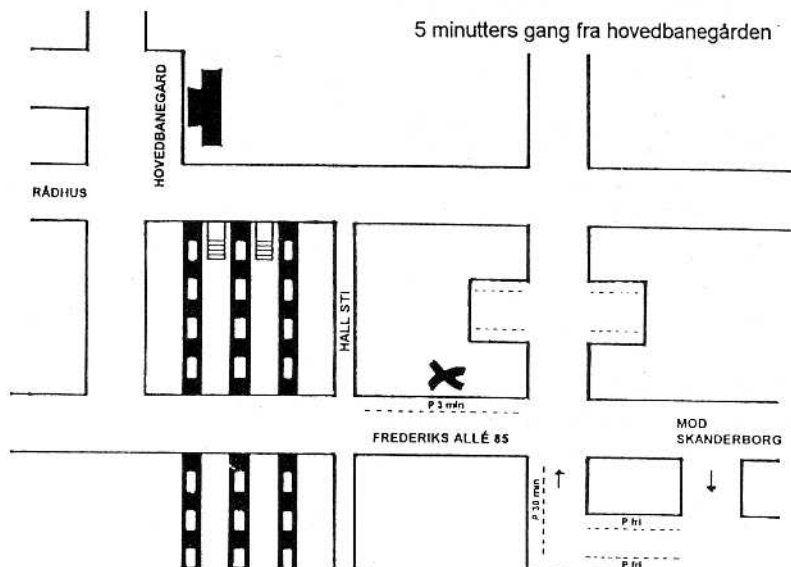 5 minutters gang fra hovedbanegården
HOVEDBANEGÅRD
RÅDHUS
HALL STI
P 3 min
FREDERIKS ALLÉ 85
MOD
SKANDERBORG
P 30 min
P fri
P fri